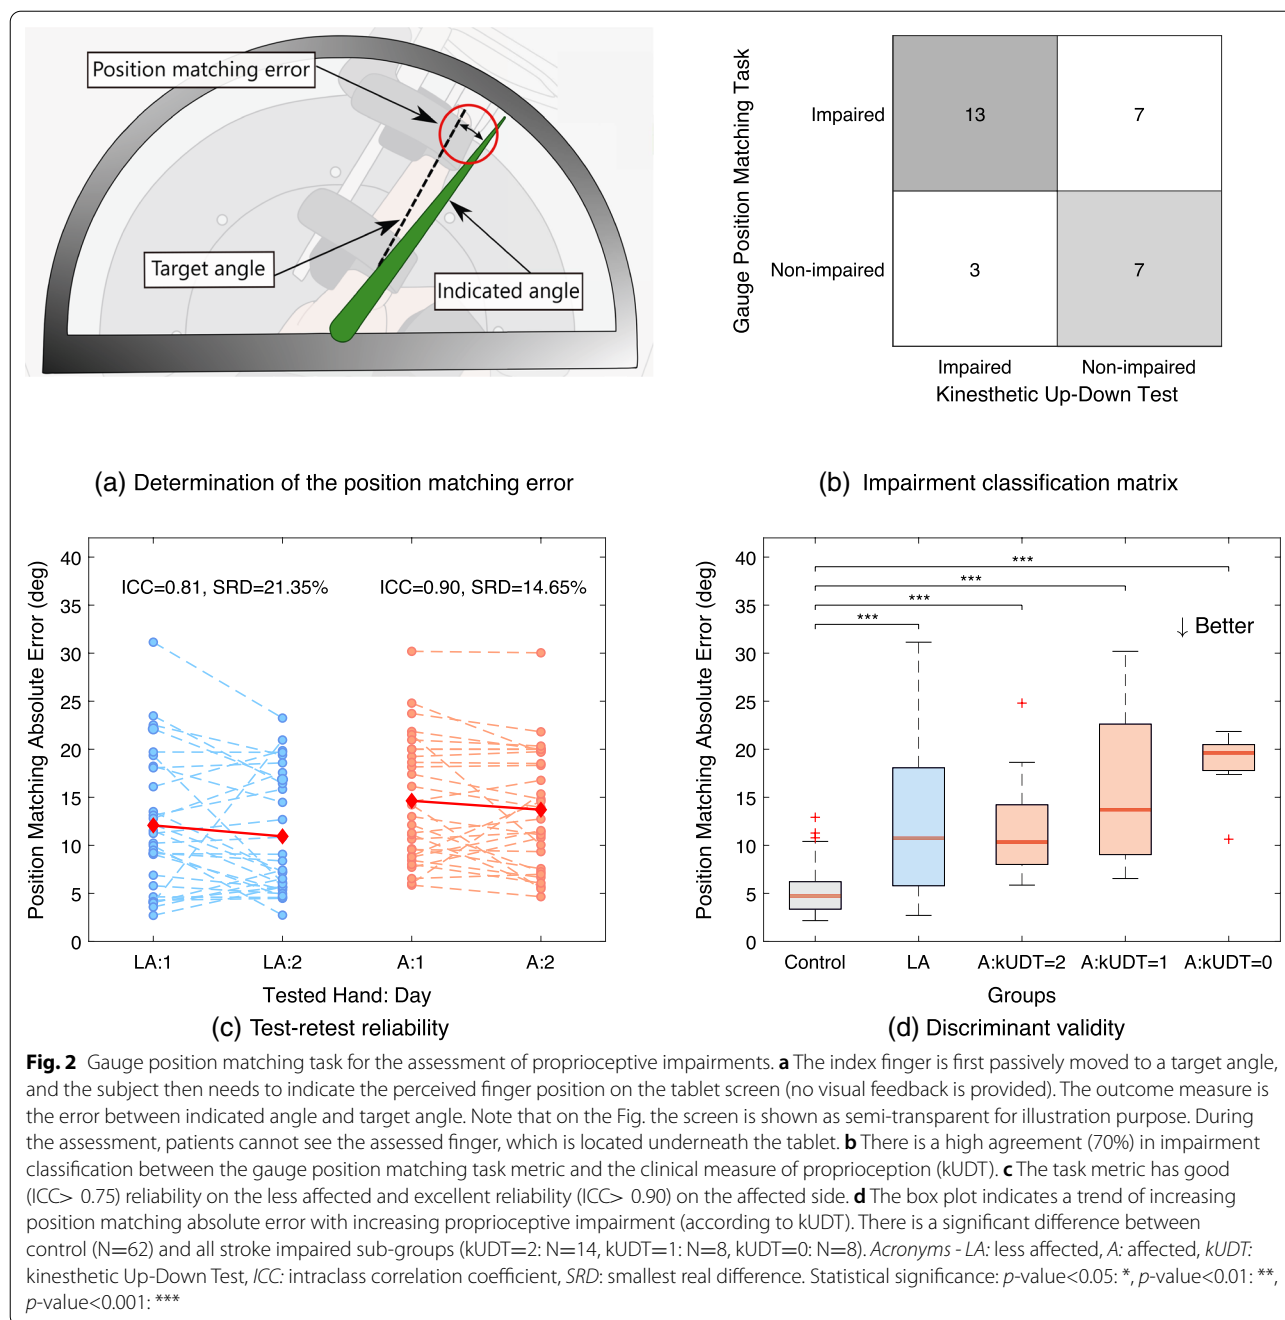 Position matching error
Target angle
Indicated angle
(a) Determination of the position matching error
Gauge Position Matching Task
Impaired
13
7
Non-impaired
3
7
Impaired
Non-impaired
Kinesthetic Up-Down Test
(b) Impairment classification matrix
Position Matching Absolute Error (deg)
40
35
30
25
20
15
10
5
0
ICC=0.81, SRD=21.35%
ICC=0.90, SRD=14.65%
LA:1
LA:2
A:1
A:2
Tested Hand: Day
(c) Test-retest reliability
Position Matching Absolute Error (deg)
40
35
30
25
20
15
10
5
0
***
***
***
***
↓ Better
Control
LA
A:kUDT=2
A:kUDT=1
A:kUDT=0
Groups
(d) Discriminant validity
Fig. 2 Gauge position matching task for the assessment of proprioceptive impairments. a The index finger is first passively moved to a target angle,
and the subject then needs to indicate the perceived finger position on the tablet screen (no visual feedback is provided). The outcome measure is
the error between indicated angle and target angle. Note that on the Fig. the screen is shown as semi-transparent for illustration purpose. During
the assessment, patients cannot see the assessed finger, which is located underneath the tablet. b There is a high agreement (70%) in impairment
classification between the gauge position matching task metric and the clinical measure of proprioception (kUDT). c The task metric has good
(ICC> 0.75) reliability on the less affected and excellent reliability (ICC> 0.90) on the affected side. d The box plot indicates a trend of increasing
position matching absolute error with increasing proprioceptive impairment (according to kUDT). There is a significant difference between
control (N=62) and all stroke impaired sub-groups (kUDT=2: N=14, kUDT=1: N=8, kUDT=0: N=8). Acronyms - LA: less affected, A: affected, kUDT:
kinesthetic Up-Down Test, ICC: intraclass correlation coefficient, SRD: smallest real difference. Statistical significance: p-value<0.05: *, p-value<0.01: **,
p-value<0.001: ***